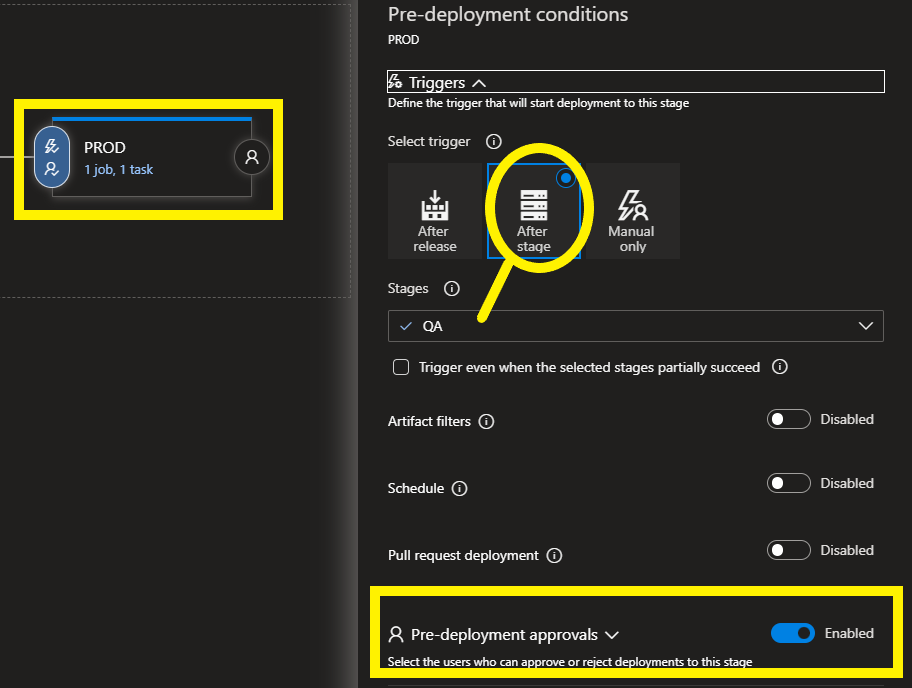 PROD
1 job, 1 task
Pre-deployment conditions
PROD
Triggers
Define the trigger that will start deployment to this stage
Select trigger
After
release
After
stage
Manual
only
Stages
QA
Trigger even when the selected stages partially succeed
Artifact filters
Disabled
Schedule
Disabled
Pull request deployment
Disabled
Pre-deployment approvals
Enabled
Select the users who can approve or reject deployments to this stage